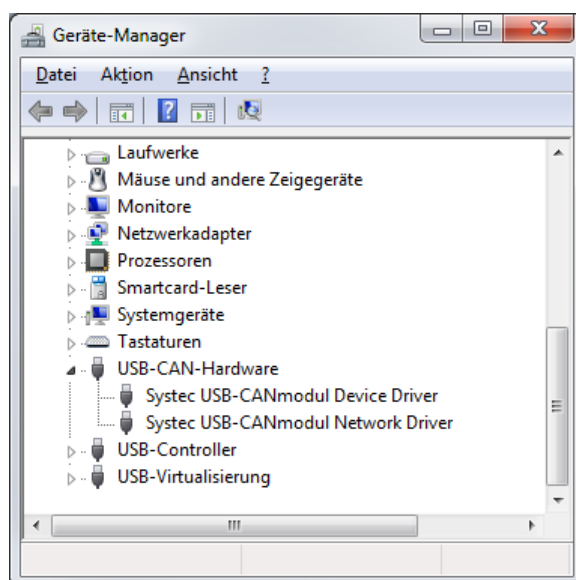 Geräte-Manager
Datei Aktion Ansicht ?
Laufwerke
Mäuse und andere Zeigegeräte
Monitore
Netzwerkadapter
Prozessoren
Smartcard-Leser
Systemgeräte
Tastaturen
USB-CAN-Hardware
Systec USB-CANmodul Device Driver
Systec USB-CANmodul Network Driver
USB-Controller
USB-Virtualisierung